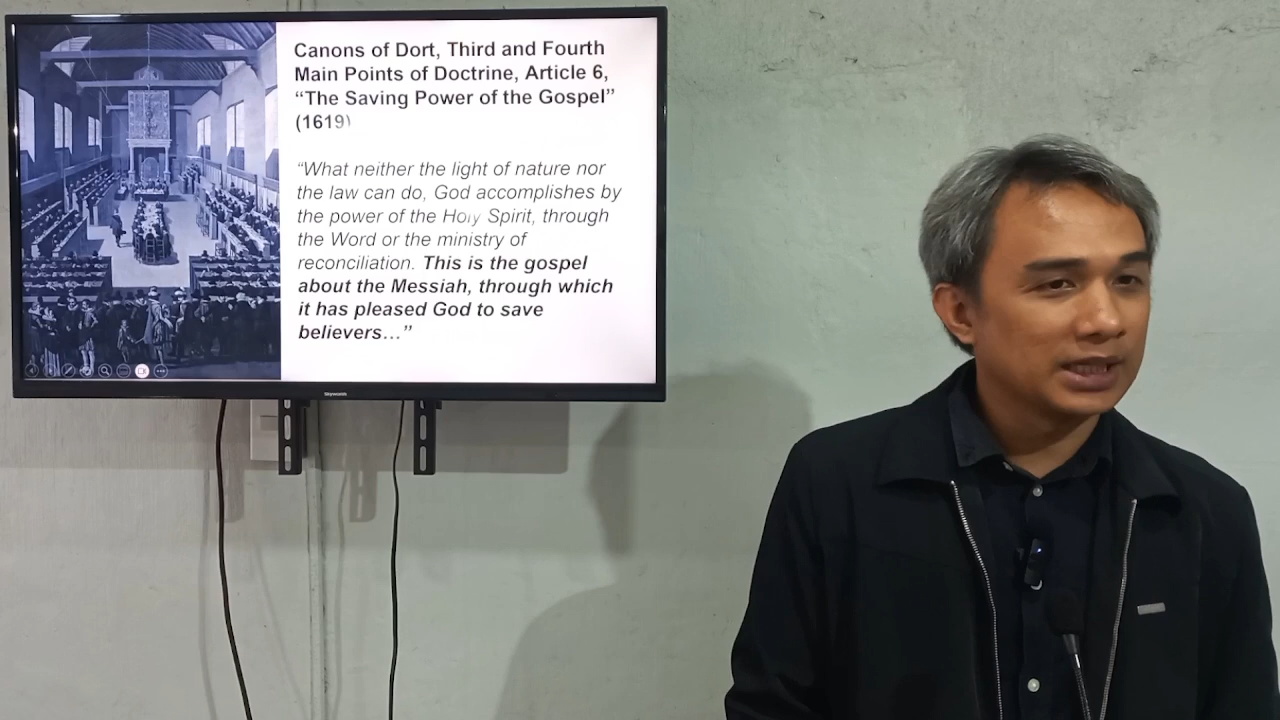 Canons of Dort, Third and Fourth
Main Points of Doctrine, Article 6,
“The Saving Power of the Gospel”
(1619)
“What neither the light of nature nor
the law can do, God accomplishes by
the power of the Holy Spirit, through
the Word or the ministry of
reconciliation. This is the gospel
about the Messiah, through which
it has pleased God to save
believers…”
Skyworth